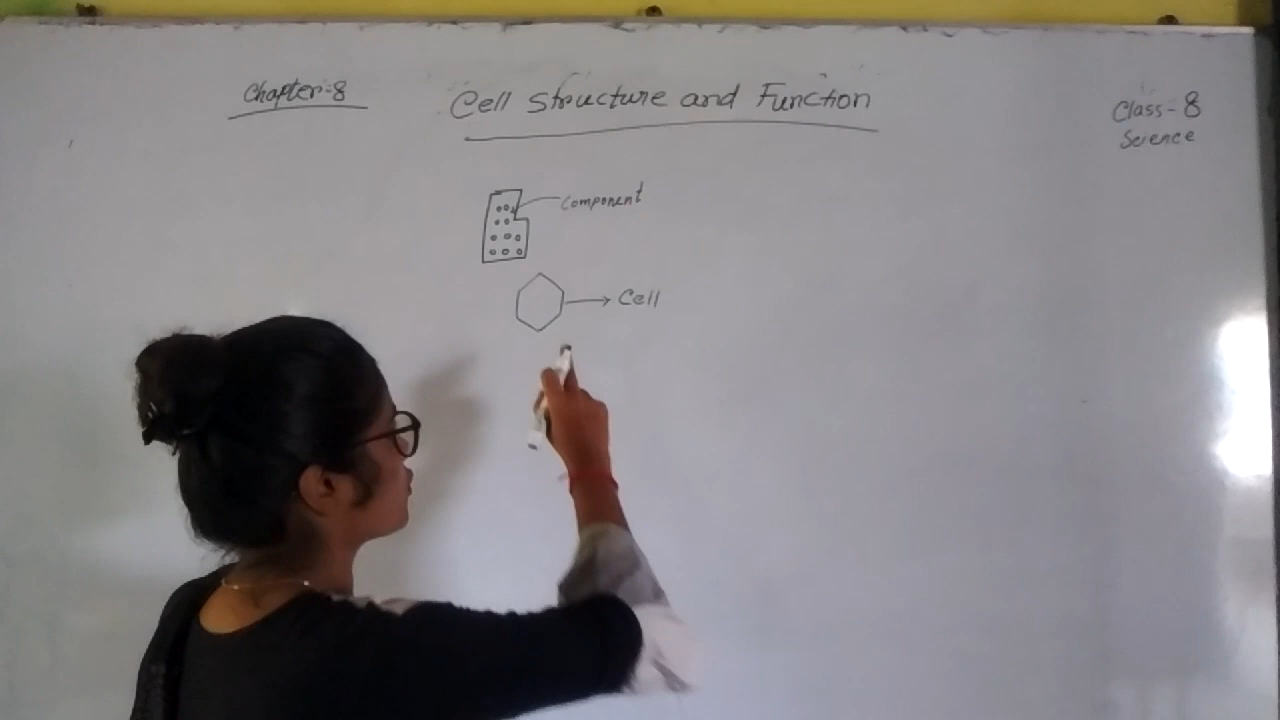 Chapter-8
Cell Structure and Function
Class-8
Science
Component
Cell